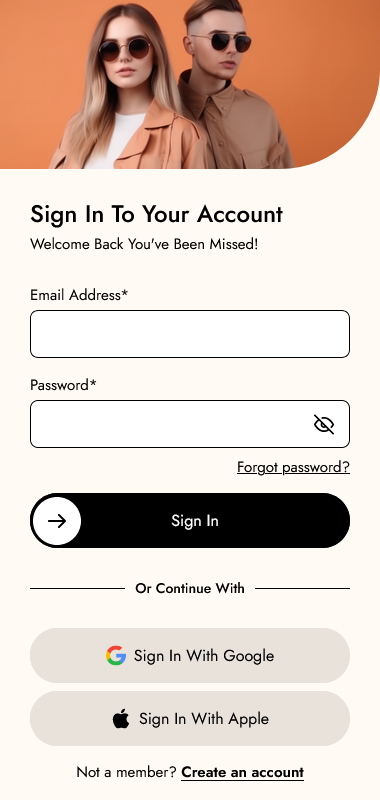 Sign In To Your Account
Welcome Back You've Been Missed!
Email Address*
Password*
Forgot password?
Sign In
Or Continue With
Sign In With Google
Sign In With Apple
Not a member? Create an account